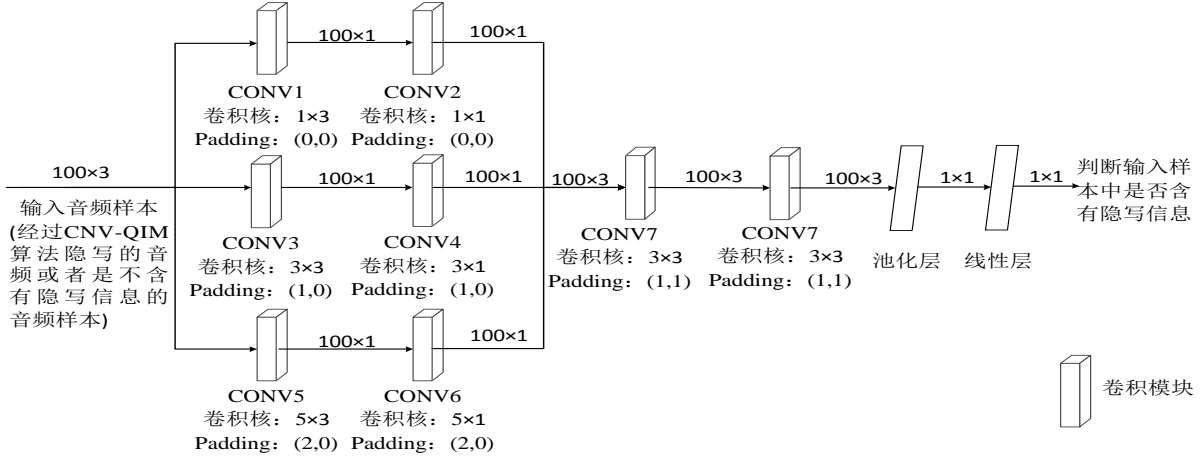 100×1
100×1
CONV1
卷积核：1×3
Padding：(0,0)
CONV2
卷积核：1×1
Padding：(0,0)
100×3
输入音频样本
(经过CNV-QIM
算法隐写的音
频或者是不含
有隐写信息的
音频样本)
100×1
100×1
CONV3
卷积核：3×3
Padding：(1,0)
CONV4
卷积核：3×1
Padding：(1,0)
100×3
100×3
100×3
1×1
1×1
CONV7
卷积核：3×3
Padding：(1,1)
CONV7
卷积核：3×3
Padding：(1,1)
池化层
线性层
判断输入样
本中是否含
有隐写信息
100×1
100×1
CONV5
卷积核：5×3
Padding：(2,0)
CONV6
卷积核：5×1
Padding：(2,0)
卷积模块